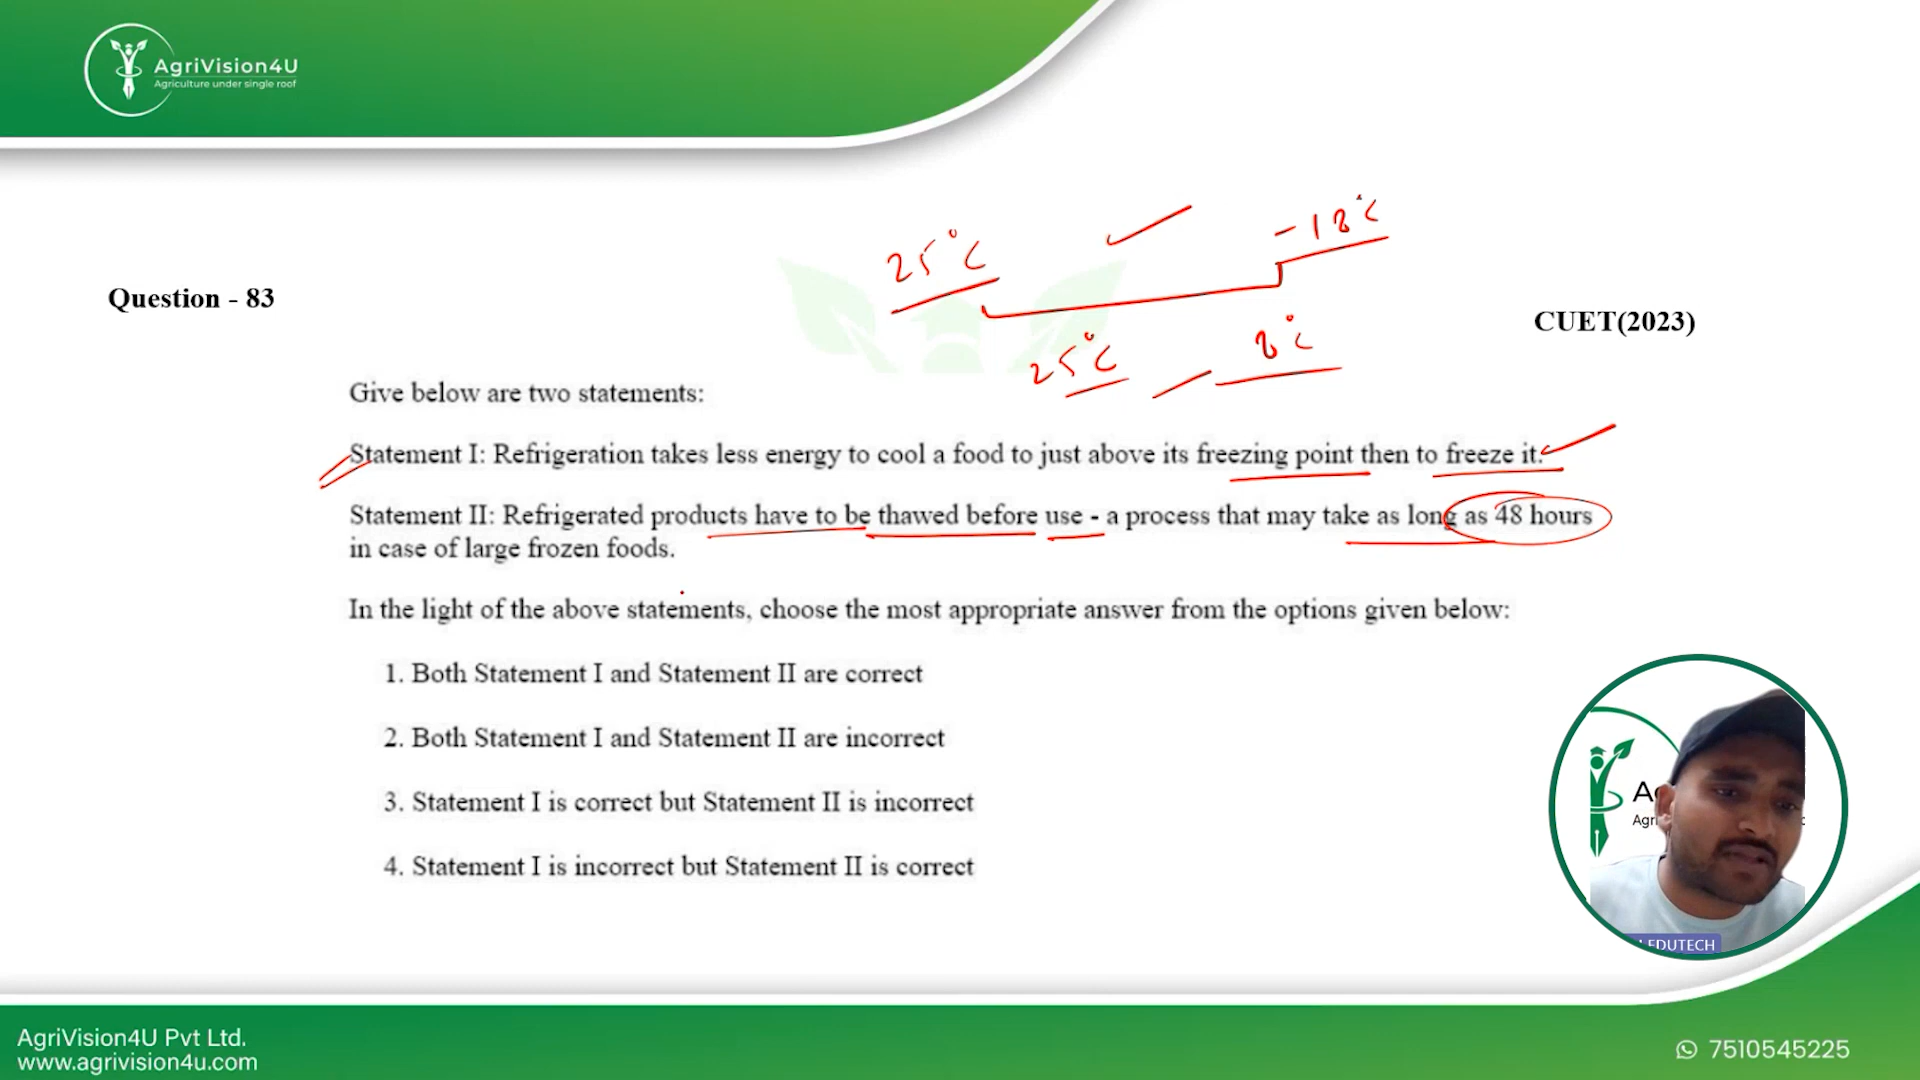 AgriVision4U
Agriculture under single roof
25°C
-18°C
Question - 83
CUET(2023)
25°C
8°C
Give below are two statements:
Statement I: Refrigeration takes less energy to cool a food to just above its freezing point then to freeze it.
Statement II: Refrigerated products have to be thawed before use - a process that may take as long as 48 hours
in case of large frozen foods.
In the light of the above statements, choose the most appropriate answer from the options given below:
1. Both Statement I and Statement II are correct
2. Both Statement I and Statement II are incorrect
3. Statement I is correct but Statement II is incorrect
4. Statement I is incorrect but Statement II is correct
EDUTECH
AgriVision4U Pvt Ltd.
www.agrivision4u.com
7510545225